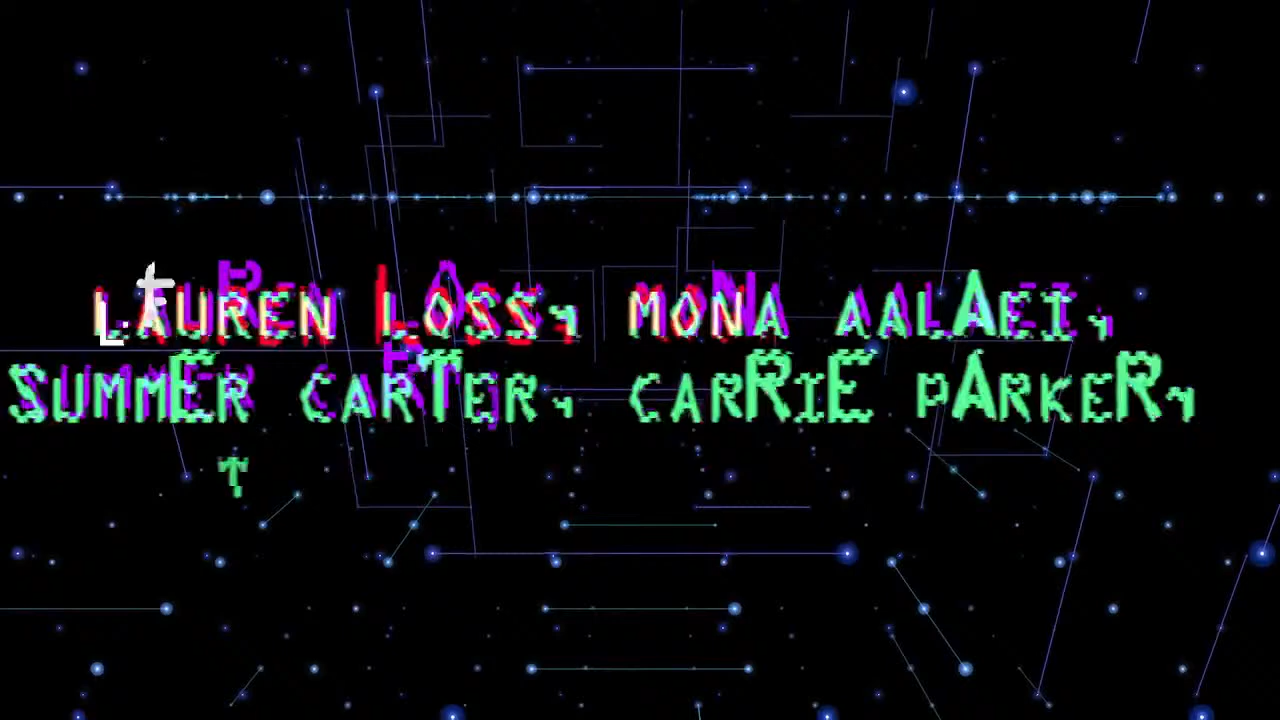 LAUREN LOSS, MONA AALAEI,
SUMMER CARTER, CARRIE PARKER,
T